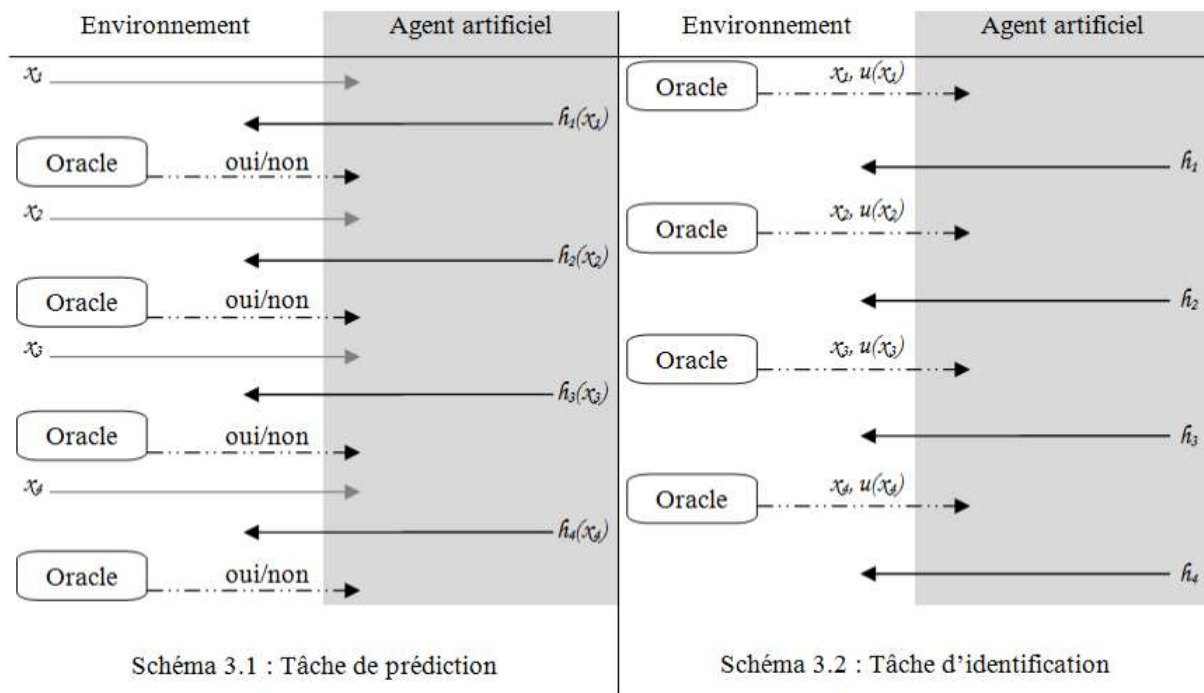 Environnement Agent artificiel
x₁
h₁(x₁)
Oracle oui/non
x₂
h₂(x₂)
Oracle oui/non
x₃
h₃(x₃)
Oracle oui/non
x₄
h₄(x₄)
Oracle oui/non
Schéma 3.1 : Tâche de prédiction
Environnement Agent artificiel
Oracle x₁, u(x₁)
h₁
Oracle x₂, u(x₂)
h₂
Oracle x₃, u(x₃)
h₃
Oracle x₄, u(x₄)
h₄
Schéma 3.2 : Tâche d’identification